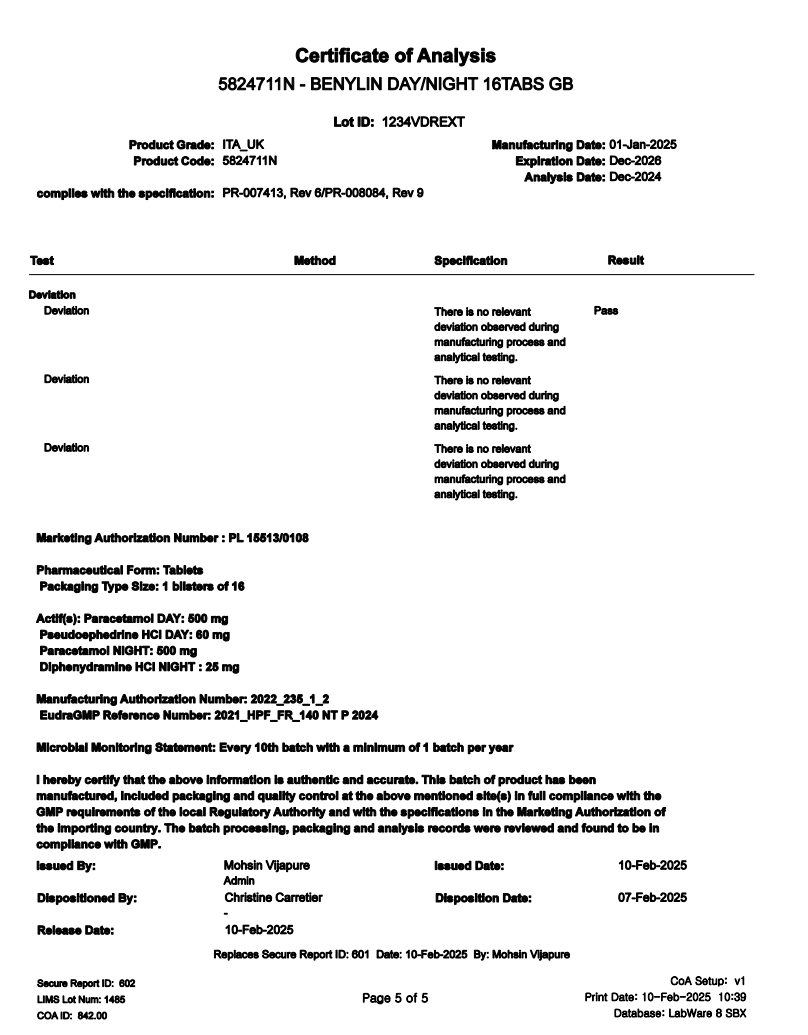 Certificate of Analysis
5824711N - BENYLIN DAY/NIGHT 16TABS GB
Lot ID: 1234VDREXT
Product Grade: ITA_UK
Manufacturing Date: 01-Jan-2025
Product Code: 5824711N
Expiration Date: Dec-2026
Analysis Date: Dec-2024
complies with the specification: PR-007413, Rev 6/PR-008084, Rev 9
Test Method Specification Result
Deviation
Deviation There is no relevant Pass
deviation observed during
manufacturing process and
analytical testing.
Deviation There is no relevant
deviation observed during
manufacturing process and
analytical testing.
Deviation There is no relevant
deviation observed during
manufacturing process and
analytical testing.
Marketing Authorization Number : PL 15513/0108
Pharmaceutical Form: Tablets
Packaging Type Size: 1 blisters of 16
Actif(s): Paracetamol DAY: 500 mg
Pseudoephedrine HCl DAY: 60 mg
Paracetamol NIGHT: 500 mg
Diphenydramine HCl NIGHT : 25 mg
Manufacturing Authorization Number: 2022_235_1_2
EudraGMP Reference Number: 2021_HPF_FR_140 NT P 2024
Microbial Monitoring Statement: Every 10th batch with a minimum of 1 batch per year
I hereby certify that the above information is authentic and accurate. This batch of product has been
manufactured, included packaging and quality control at the above mentioned site(s) in full compliance with the
GMP requirements of the local Regulatory Authority and with the specifications in the Marketing Authorization of
the importing country. The batch processing, packaging and analysis records were reviewed and found to be in
compliance with GMP.
Issued By: Mohsin Vijapure Issued Date: 10-Feb-2025
Admin
Dispositioned By: Christine Carretier Disposition Date: 07-Feb-2025
-
Release Date: 10-Feb-2025
Replaces Secure Report ID: 601 Date: 10-Feb-2025 By: Mohsin Vijapure
Secure Report ID: 602
CoA Setup: v1
LIMS Lot Num: 1485
Page 5 of 5
Print Date: 10-Feb-2025 10:39
COA ID: 842.00
Database: LabWare 8 SBX